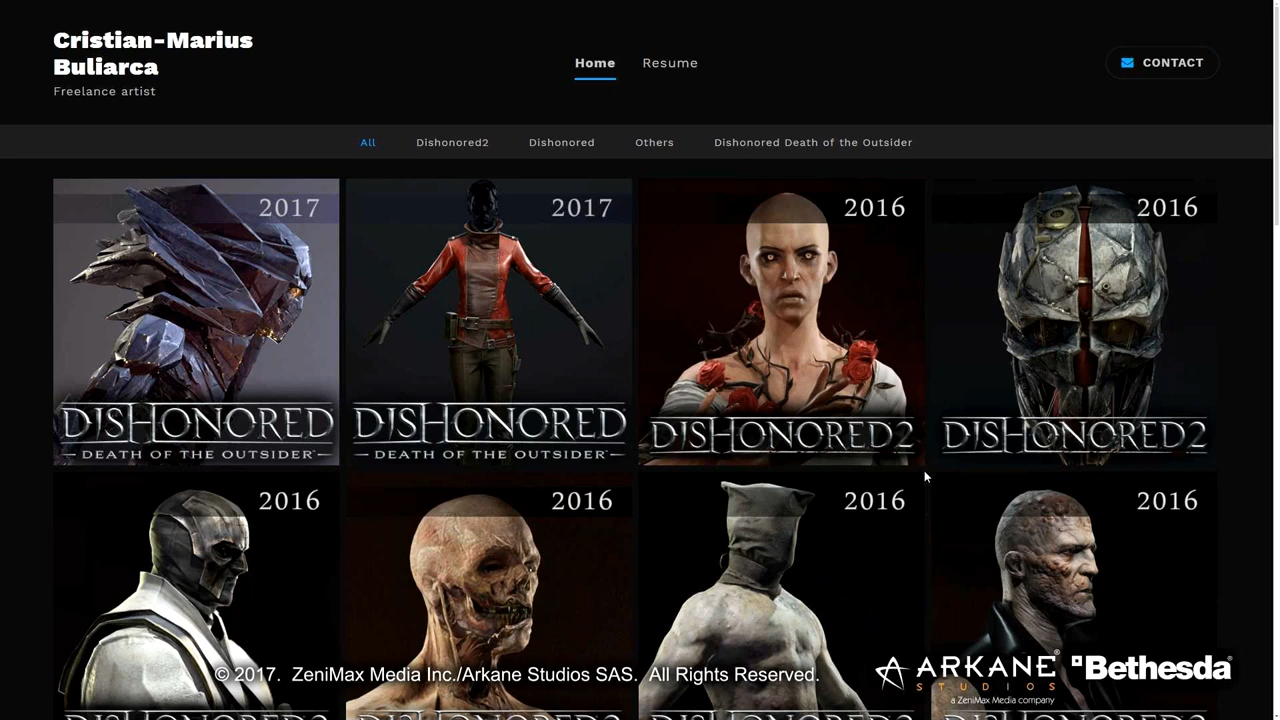 Cristian-Marius
Buliarca
Freelance artist
Home
Resume
CONTACT
All
Dishonored2
Dishonored
Others
Dishonored Death of the Outsider
2017
2017
2016
2016
DISHONORED
DEATH OF THE OUTSIDER
DISHONORED
DEATH OF THE OUTSIDER
DISHONORED2
DISHONORED2
2016
2016
2016
2016
© 2017. ZeniMax Media Inc./Arkane Studios SAS. All Rights Reserved.
ARKANE®
STUDIOS
a ZeniMax Media company
Bethesda